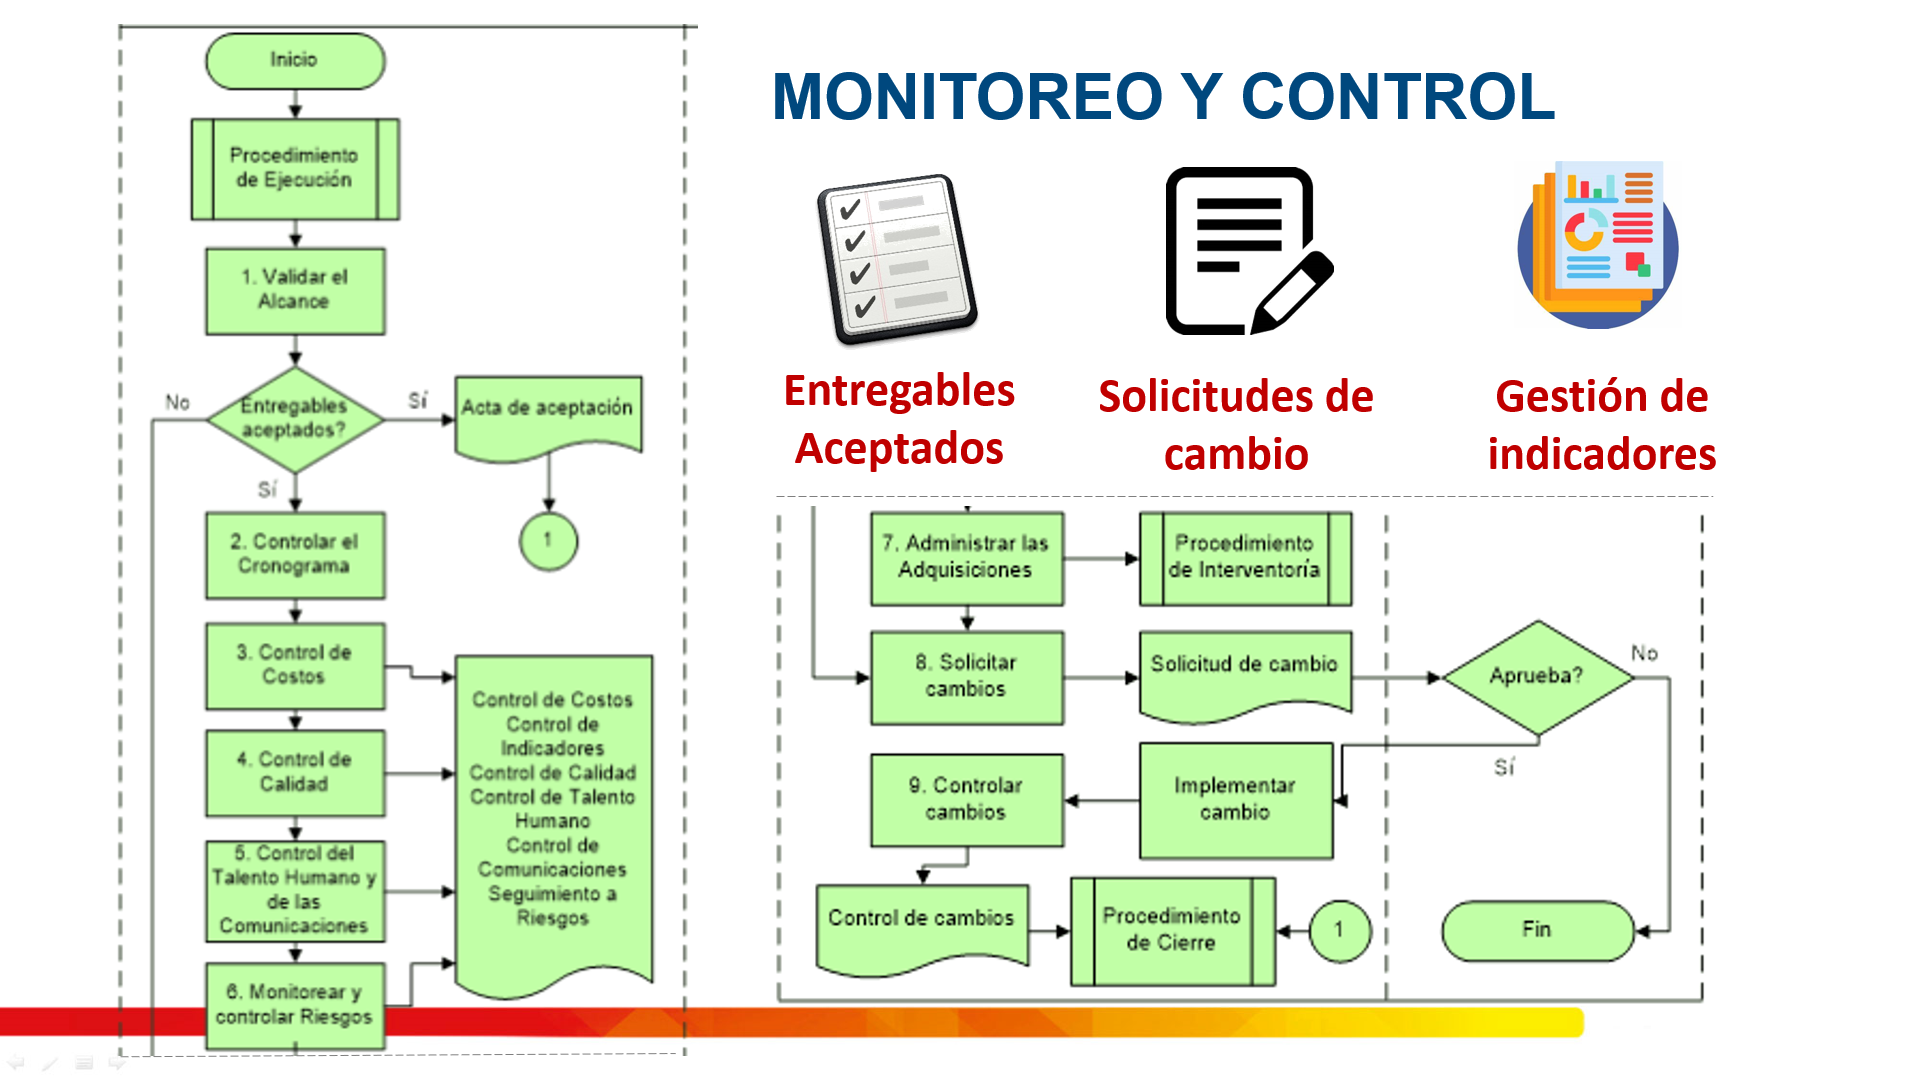 Inicio
Procedimiento
de Ejecución
1. Validar el
Alcance
No
Entregables
aceptados?
Sí
Acta de aceptación
Sí
1
2. Controlar el
Cronograma
3. Control de
Costos
4. Control de
Calidad
5. Control del
Talento Humano y
de las
Comunicaciones
6. Monitorear y
controlar Riesgos
Control de Costos
Control de
Indicadores
Control de Calidad
Control de Talento
Humano
Control de
Comunicaciones
Seguimiento a
Riesgos
MONITOREO Y CONTROL
Entregables
Aceptados
Solicitudes de
cambio
Gestión de
indicadores
7. Administrar las
Adquisiciones
Procedimiento
de Interventoría
8. Solicitar
cambios
Solicitud de cambio
Aprueba?
No
Sí
Implementar
cambio
9. Controlar
cambios
Control de cambios
Procedimiento
de Cierre
1
Fin